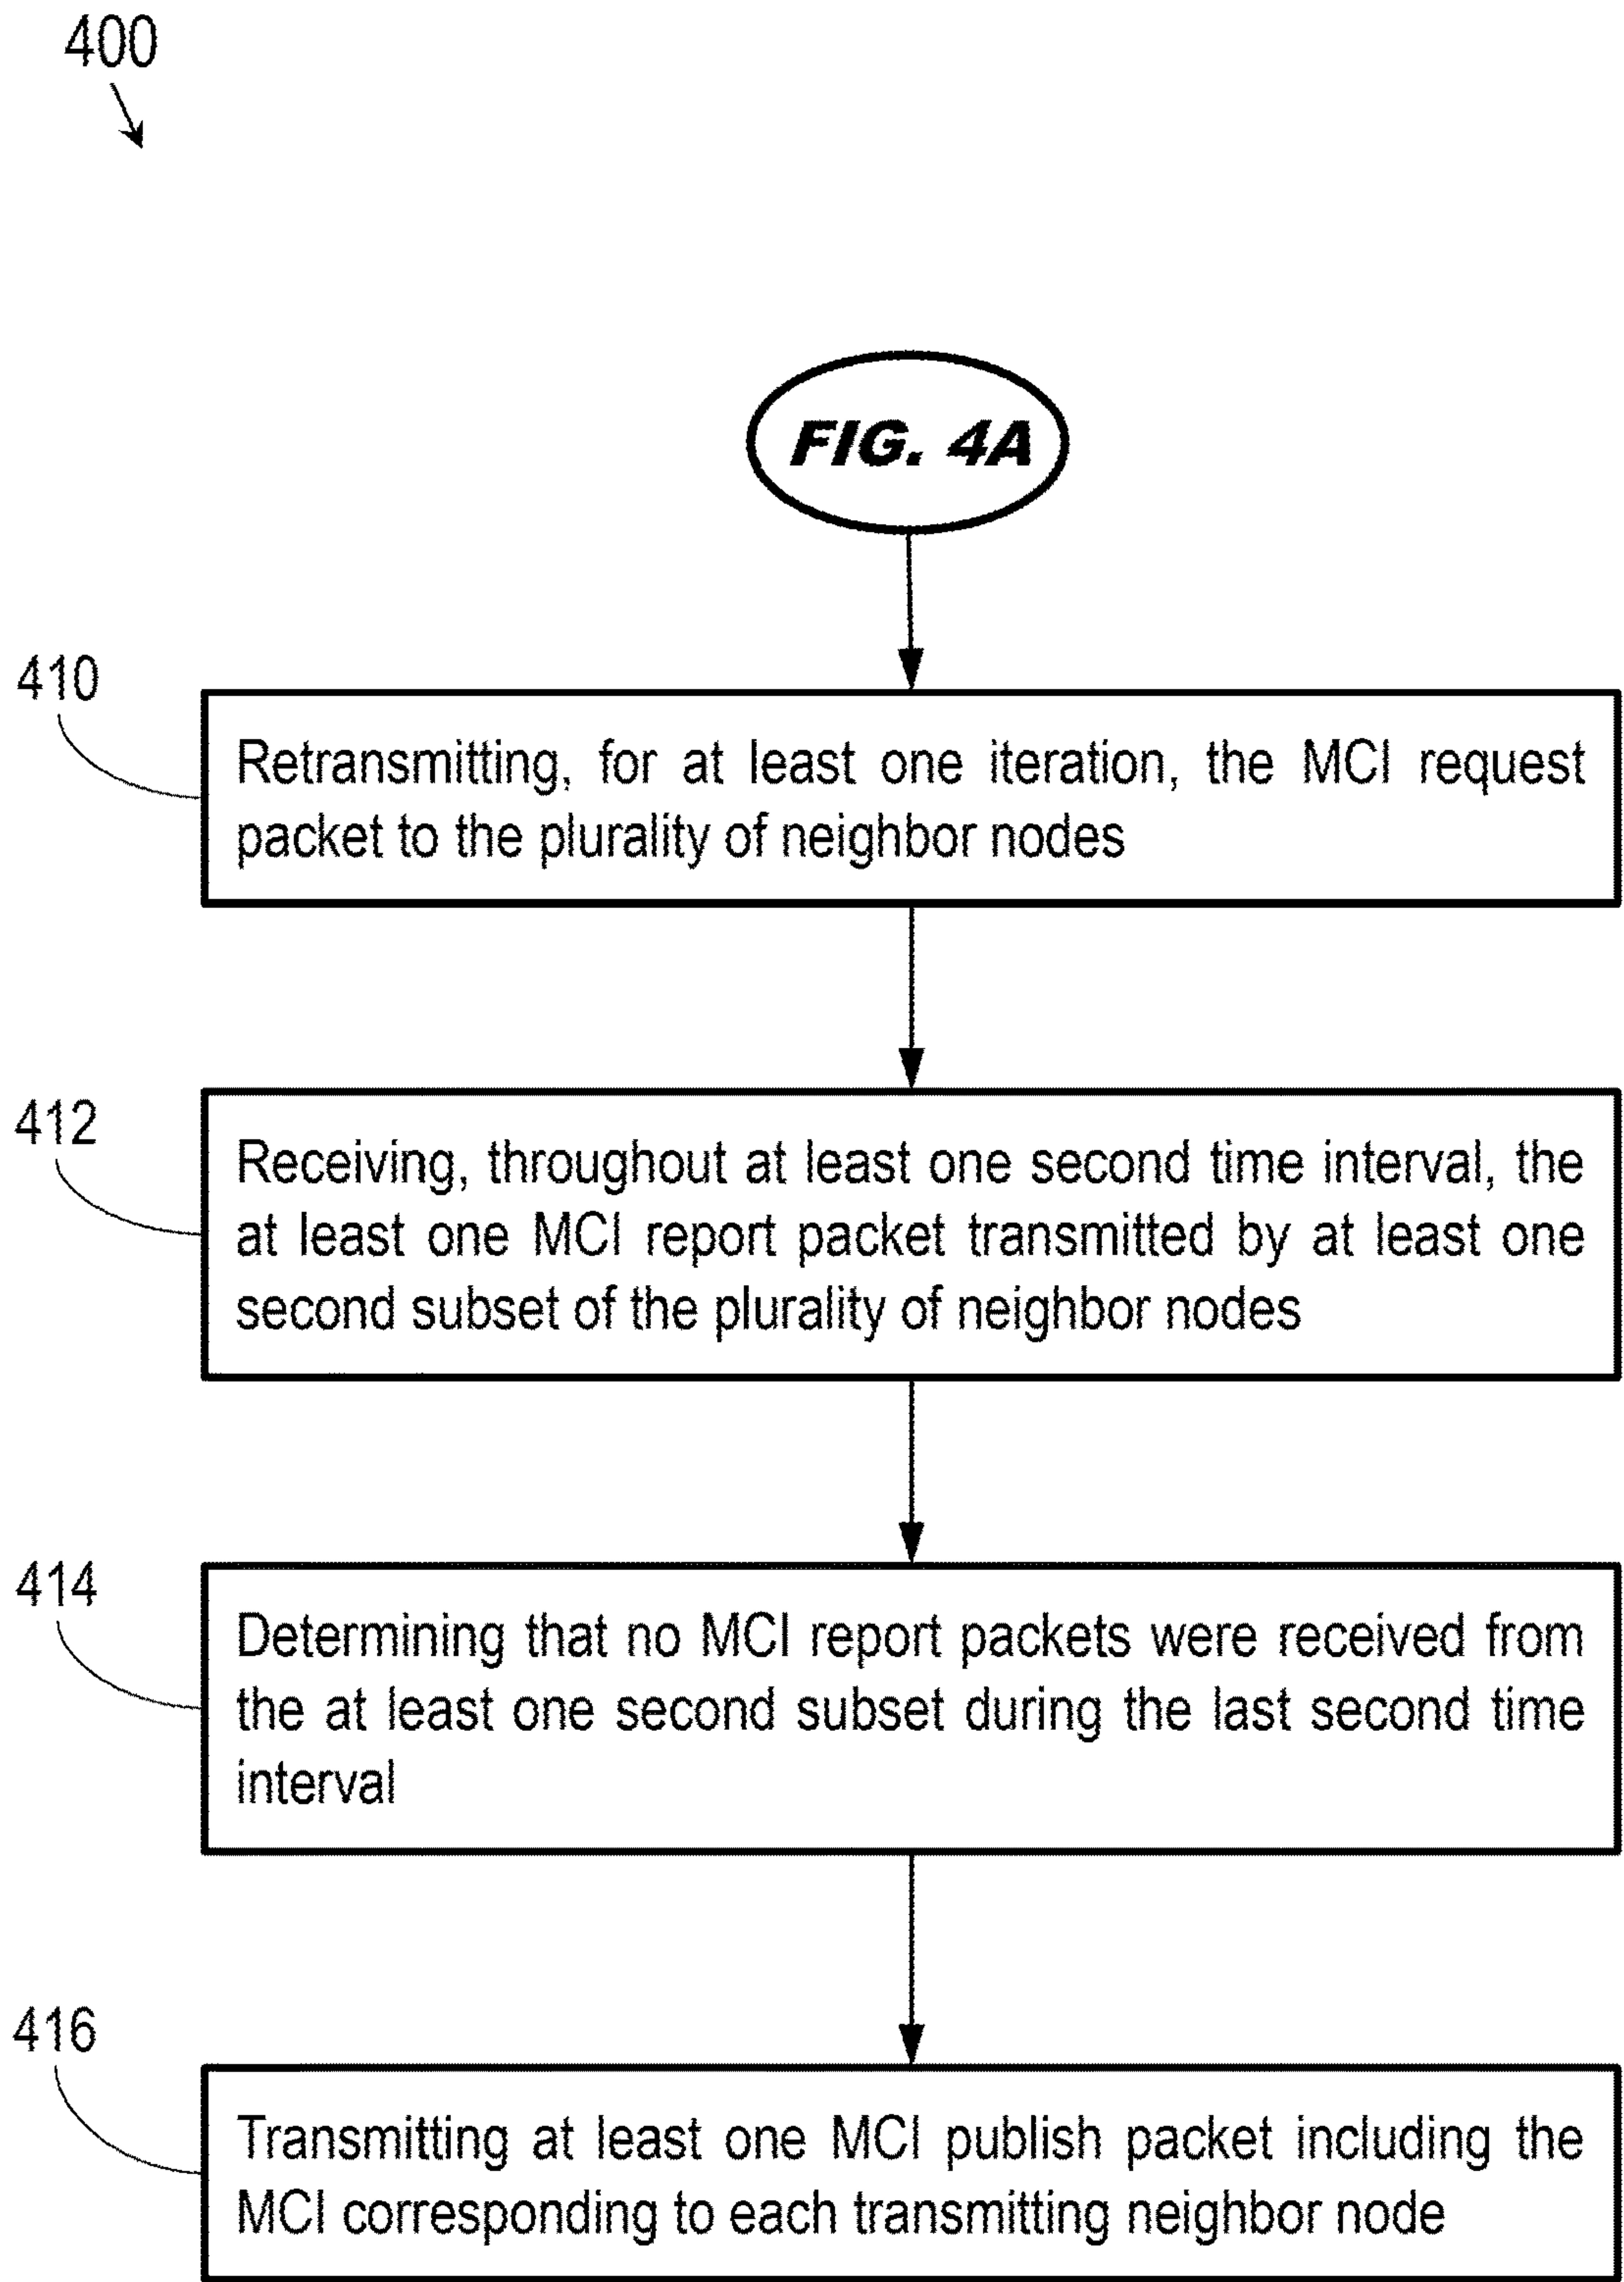 400
FIG. 4A
410
Retransmitting, for at least one iteration, the MCI request
packet to the plurality of neighbor nodes
412
Receiving, throughout at least one second time interval, the
at least one MCI report packet transmitted by at least one
second subset of the plurality of neighbor nodes
414
Determining that no MCI report packets were received from
the at least one second subset during the last second time
interval
416
Transmitting at least one MCI publish packet including the
MCI corresponding to each transmitting neighbor node